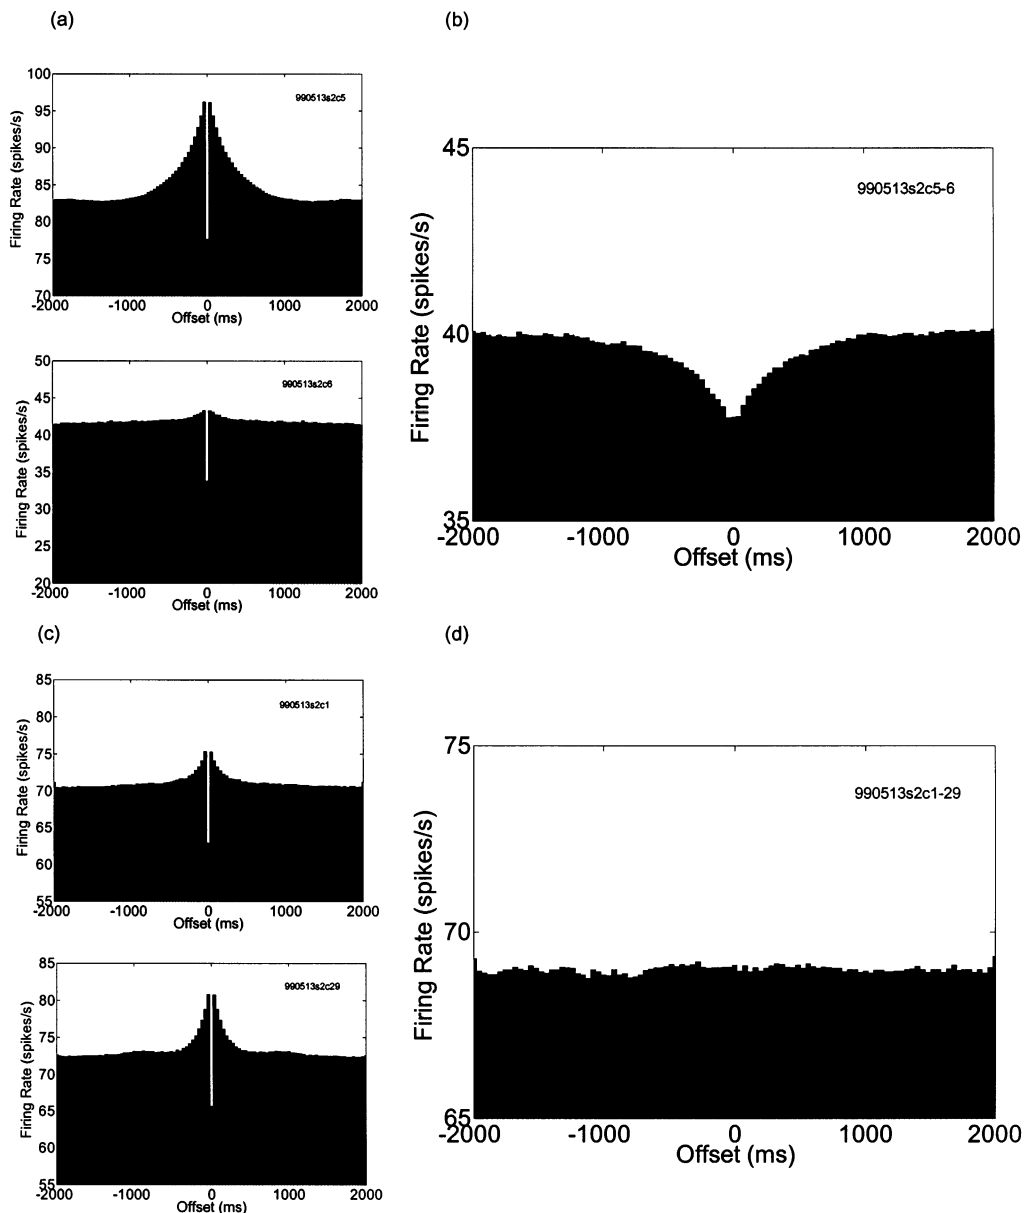 (a)
100
95
90
85
80
75
70
-2000 -1000 0 1000 2000
Firing Rate (spikes/s)
Offset (ms)
990513s2c5
50
45
40
35
30
25
20
-2000 -1000 0 1000 2000
Firing Rate (spikes/s)
Offset (ms)
990513s2c6
(b)
45
40
35
-2000 -1000 0 1000 2000
Firing Rate (spikes/s)
Offset (ms)
990513s2c5-6
(c)
85
80
75
70
65
60
55
-2000 -1000 0 1000 2000
Firing Rate (spikes/s)
Offset (ms)
990513s2c1
85
80
75
70
65
60
55
-2000 -1000 0 1000 2000
Firing Rate (spikes/s)
Offset (ms)
990513s2c29
(d)
75
70
65
-2000 -1000 0 1000 2000
Firing Rate (spikes/s)
Offset (ms)
990513s2c1-29